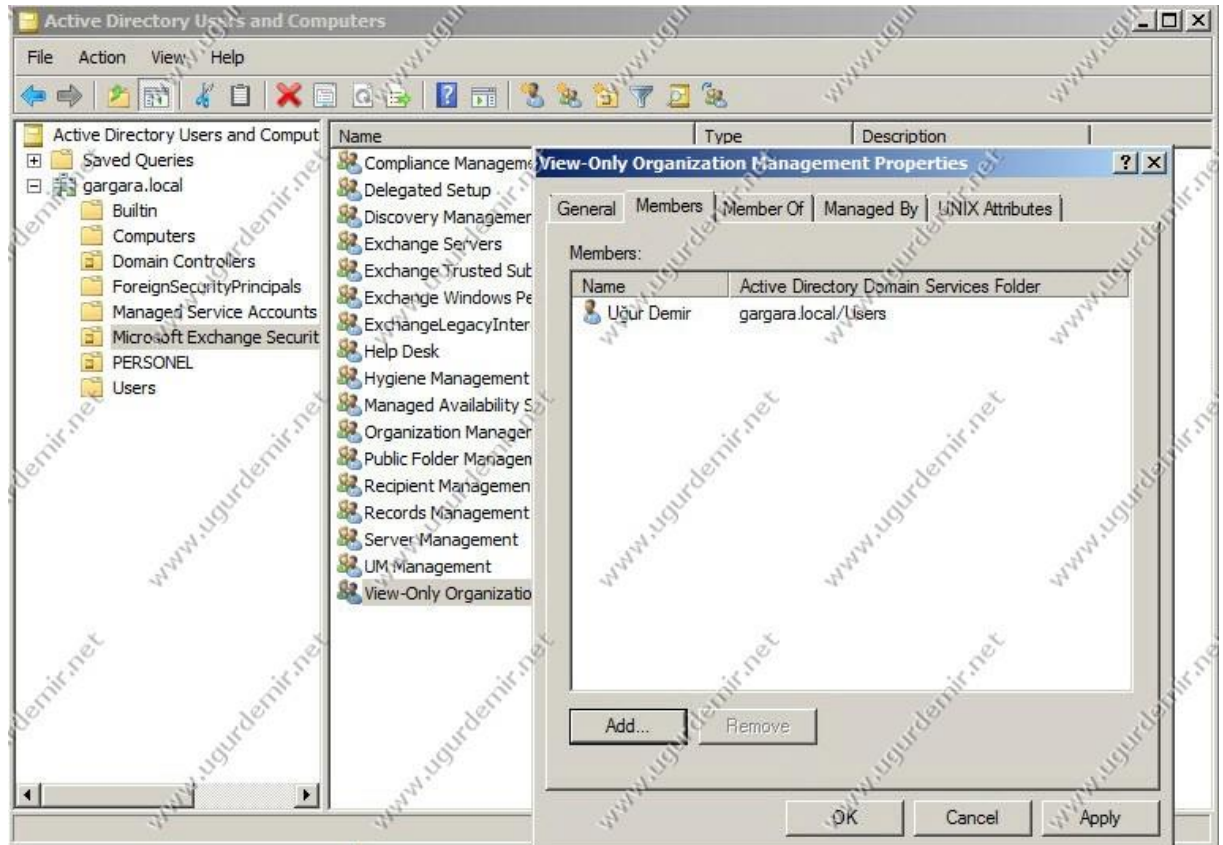 Active Directory Users and Computers
File Action View Help
Active Directory Users and Comput
Saved Queries
gargara.local
Builtin
Computers
Domain Controllers
ForeignSecurityPrincipals
Managed Service Accounts
Microsoft Exchange Securit
PERSONEL
Users
Name Type Description
Compliance Manageme
Delegated Setup
Discovery Managemer
Exchange Servers
Exchange Trusted Sub
Exchange Windows Pe
ExchangeLegacyInter
Help Desk
Hygiene Management
Managed Availability S
Organization Manager
Public Folder Managen
Recipient Managemen
Records Management
Server Management
UM Management
View-Only Organizatio
View-Only Organization Management Properties
General Members Member Of Managed By UNIX Attributes
Members:
Name Active Directory Domain Services Folder
Uğur Demir gargara.local/Users
Add... Remove
OK Cancel Apply
www.ugurdemir.net